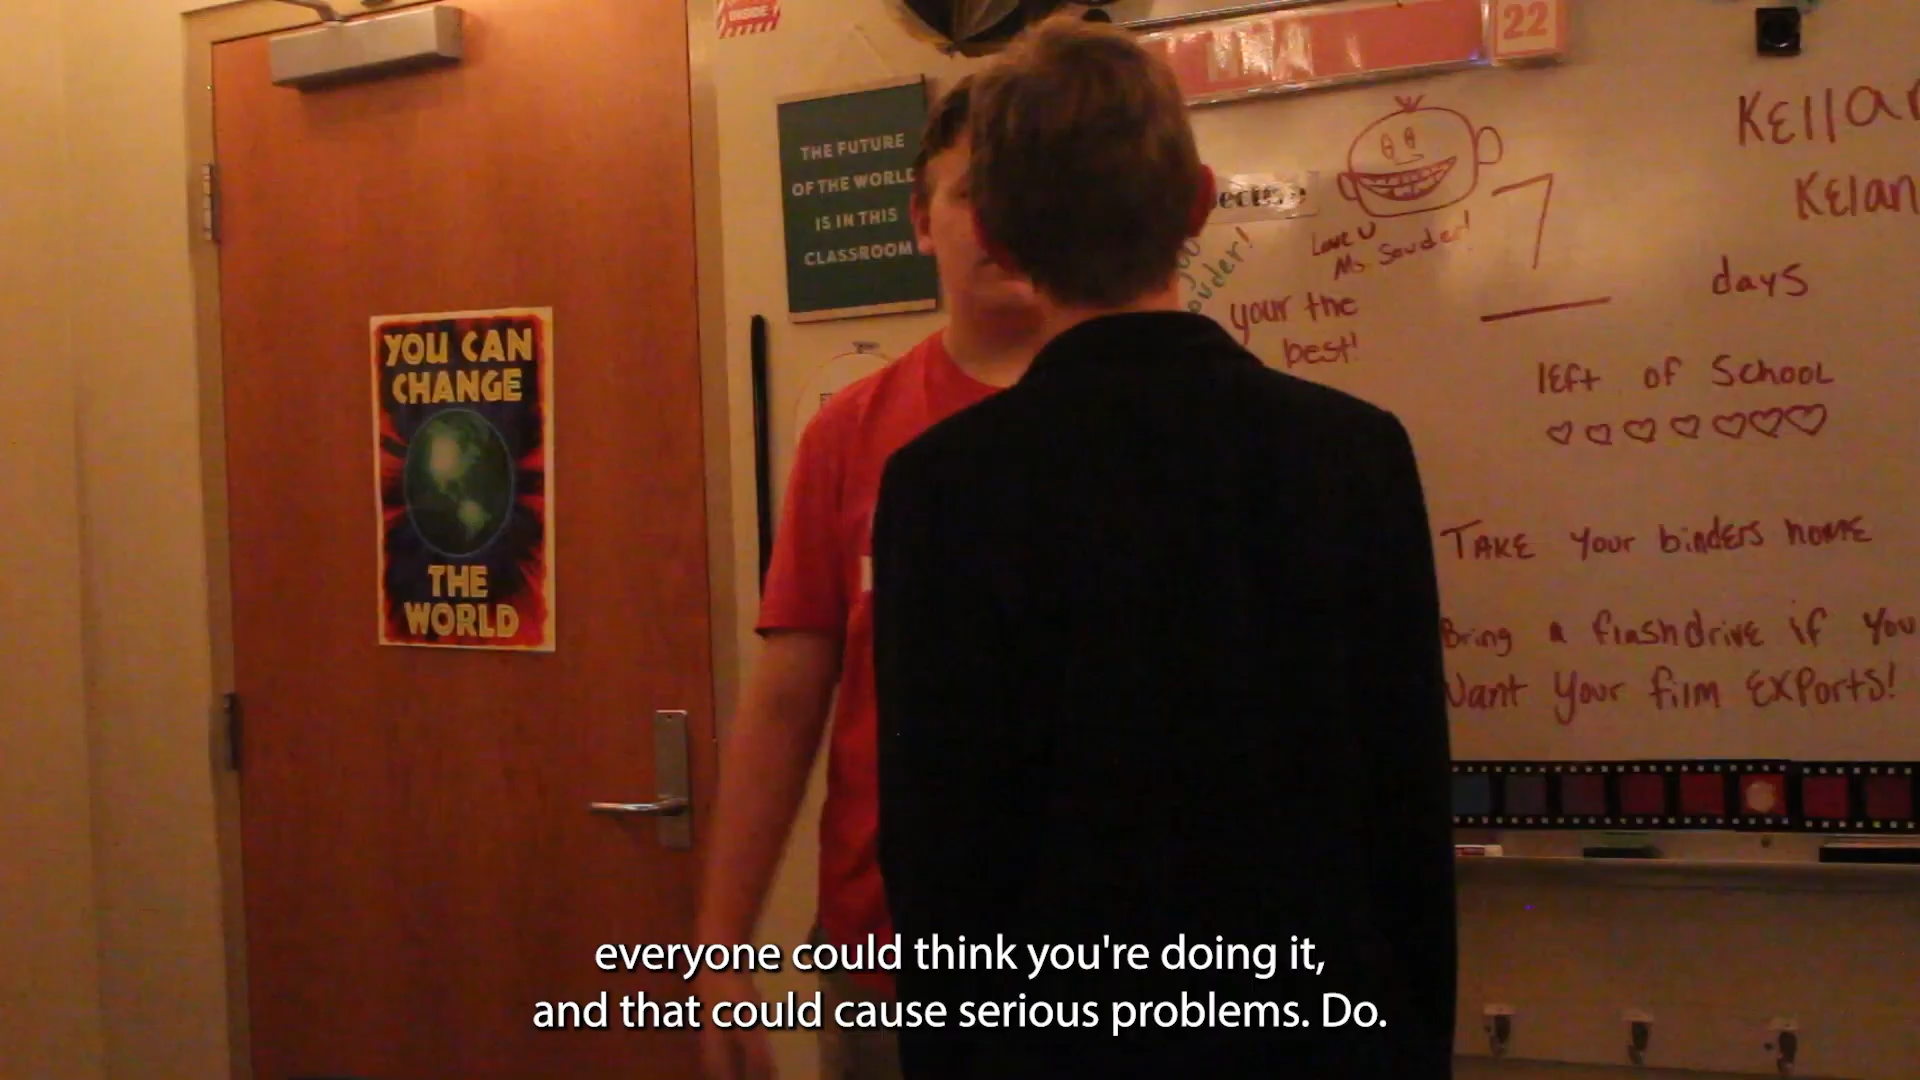 INSIDE
22
THE FUTURE
OF THE WORLD
IS IN THIS
CLASSROOM
YOU CAN
CHANGE
THE
WORLD
Love U
Ms. Souder!
your the
best!
Kellan
Kelan
7
days
left of School
Take your binders home
Bring a flashdrive if you
want your film exports!
everyone could think you're doing it,
and that could cause serious problems. Do.